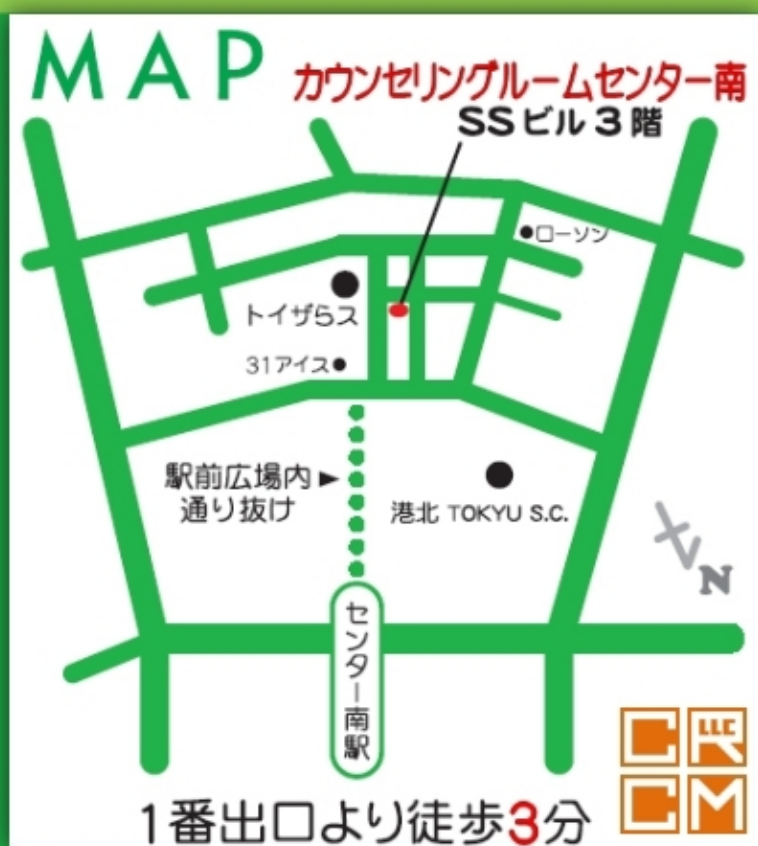 MAP
カウンセリングルームセンター南
SSビル3階
ローソン
トイザらス
31アイス
駅前広場内
通り抜け
港北 TOKYU S.C.
N
センター南駅
1番出口より徒歩3分
C R LLC
C M